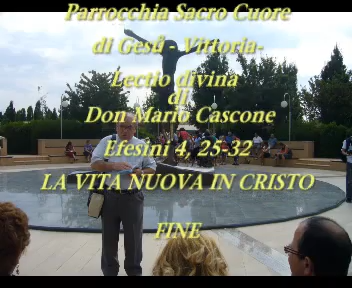 Parrocchia Sacro Cuore
di Gesù - Vittoria-
Lectio divina
di
Don Mario Cascone
Efesini 4, 25-32
LA VITA NUOVA IN CRISTO
FINE